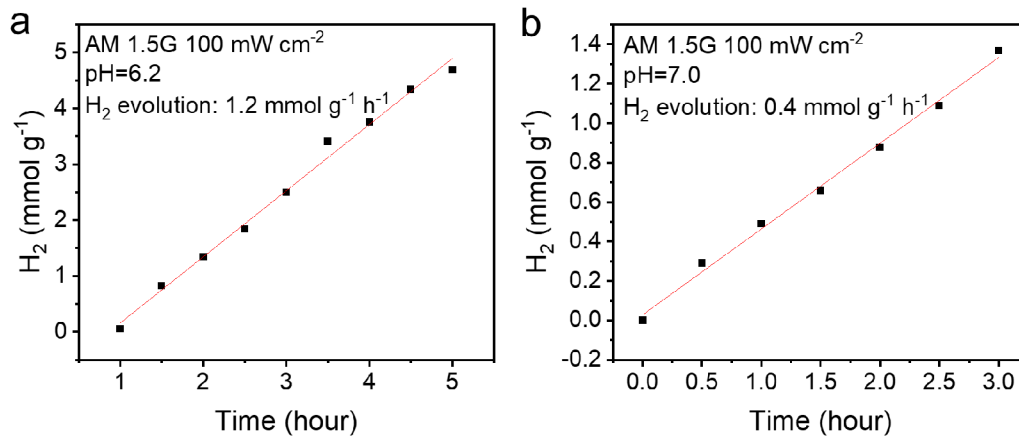 a
AM 1.5G 100 mW cm⁻²
pH=6.2
H₂ evolution: 1.2 mmol g⁻¹ h⁻¹
5
4
3
2
1
0
H₂ (mmol g⁻¹)
1 2 3 4 5
Time (hour)
b
AM 1.5G 100 mW cm⁻²
pH=7.0
H₂ evolution: 0.4 mmol g⁻¹ h⁻¹
1.4
1.2
1.0
0.8
0.6
0.4
0.2
0.0
-0.2
H₂ (mmol g⁻¹)
0.0 0.5 1.0 1.5 2.0 2.5 3.0
Time (hour)